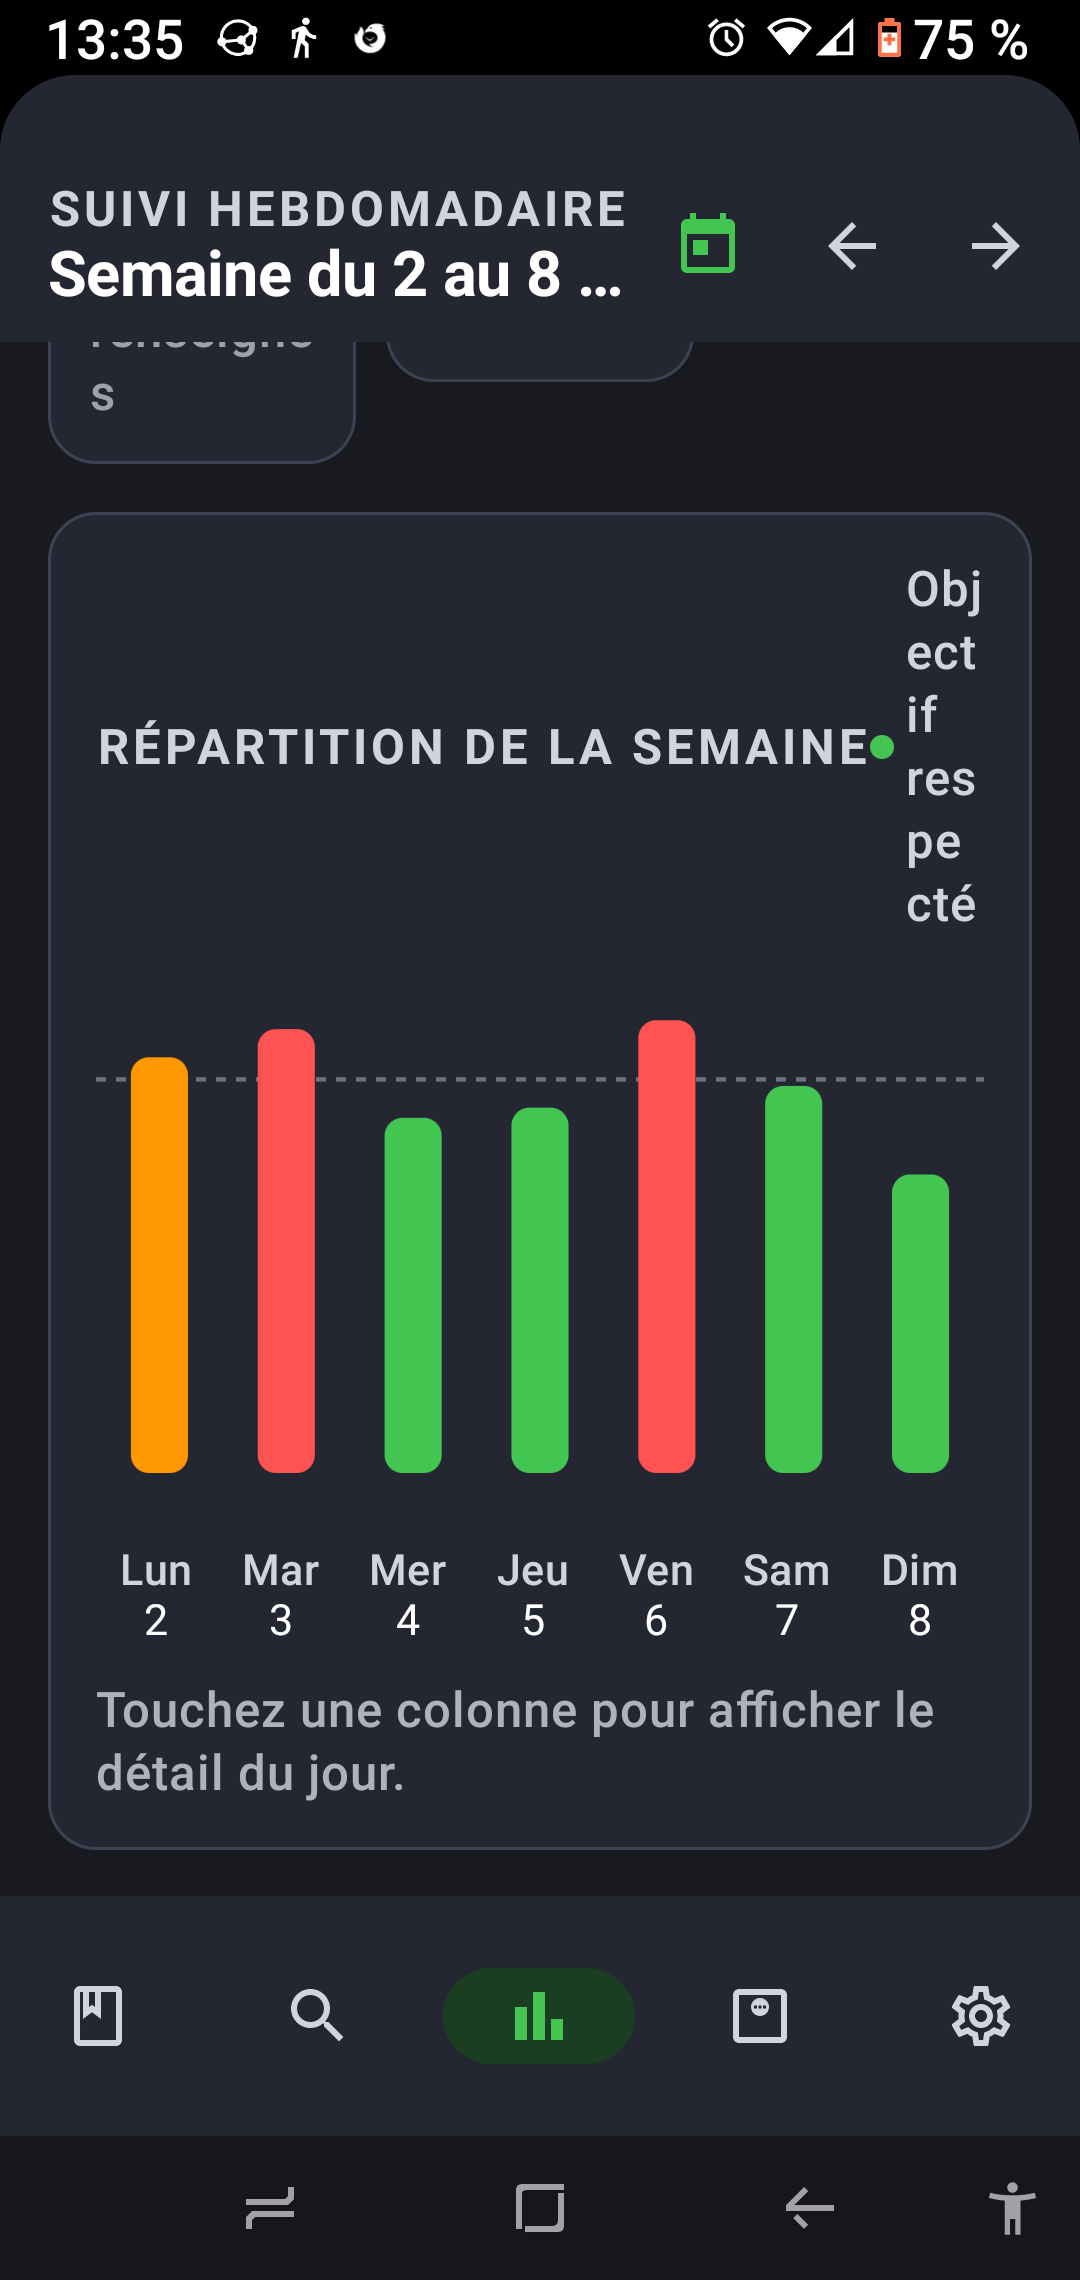 13:35
75 %
SUIVI HEBDOMADAIRE
Semaine du 2 au 8 ...
s
RÉPARTITION DE LA SEMAINE
Obj
ect
if
res
pe
cté
Lun Mar Mer Jeu Ven Sam Dim
2 3 4 5 6 7 8
Touchez une colonne pour afficher le
détail du jour.